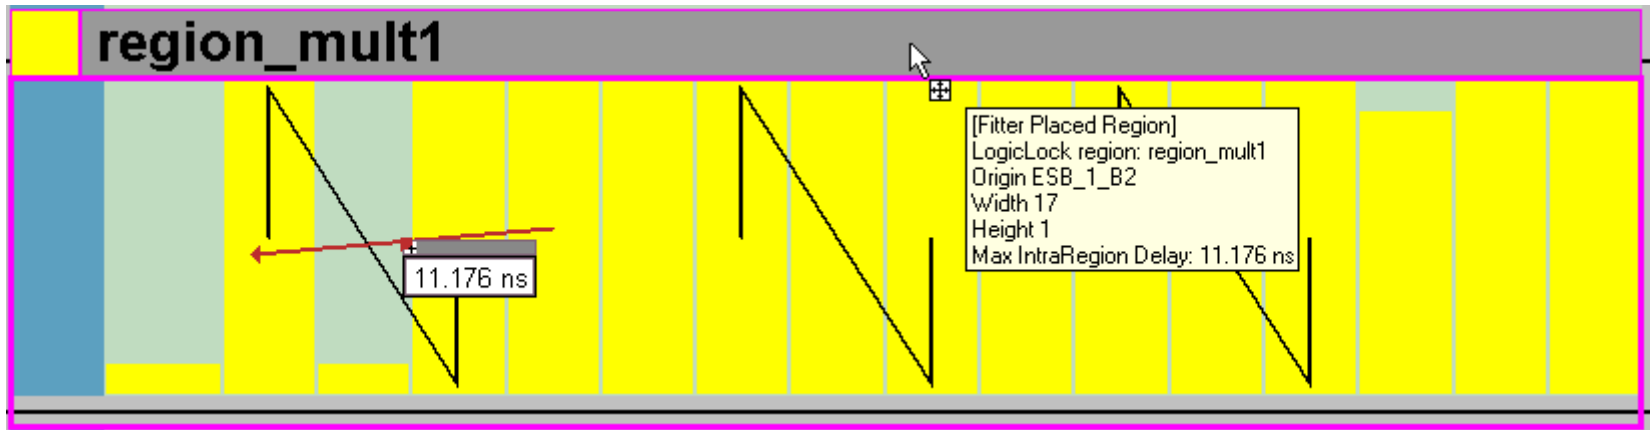 region_mult1
[Fitter Placed Region]
LogicLock region: region_mult1
Origin ESB_1_B2
Width 17
Height 1
Max IntraRegion Delay: 11.176 ns
11.176 ns